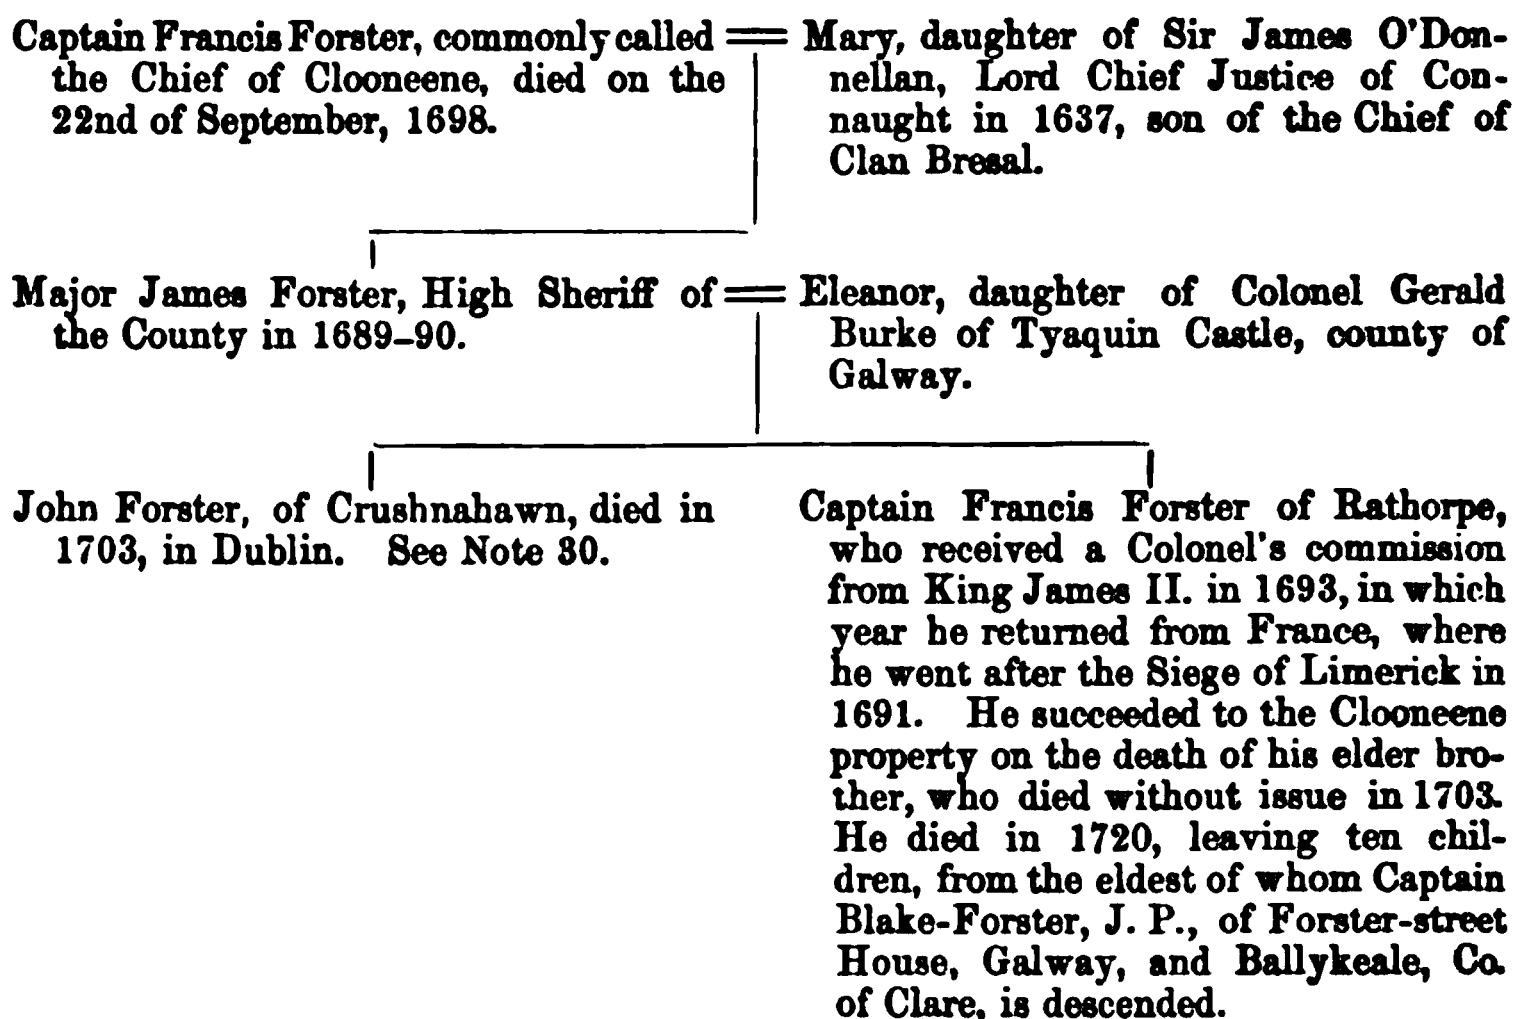 Captain Francis Forster, commonly called
the Chief of Clooneene, died on the
22nd of September, 1698.
Mary, daughter of Sir James O'Don-
nellan, Lord Chief Justice of Con-
naught in 1637, son of the Chief of
Clan Bresal.
Major James Forster, High Sheriff of
the County in 1689–90.
Eleanor, daughter of Colonel Gerald
Burke of Tyaquin Castle, county of
Galway.
John Forster, of Crushnahawn, died in
1703, in Dublin. See Note 30.
Captain Francis Forster of Rathorpe,
who received a Colonel's commission
from King James II. in 1693, in which
year he returned from France, where
he went after the Siege of Limerick in
1691. He succeeded to the Clooneene
property on the death of his elder bro-
ther, who died without issue in 1703.
He died in 1720, leaving ten chil-
dren, from the eldest of whom Captain
Blake-Forster, J. P., of Forster-street
House, Galway, and Ballykeale, Co.
of Clare, is descended.